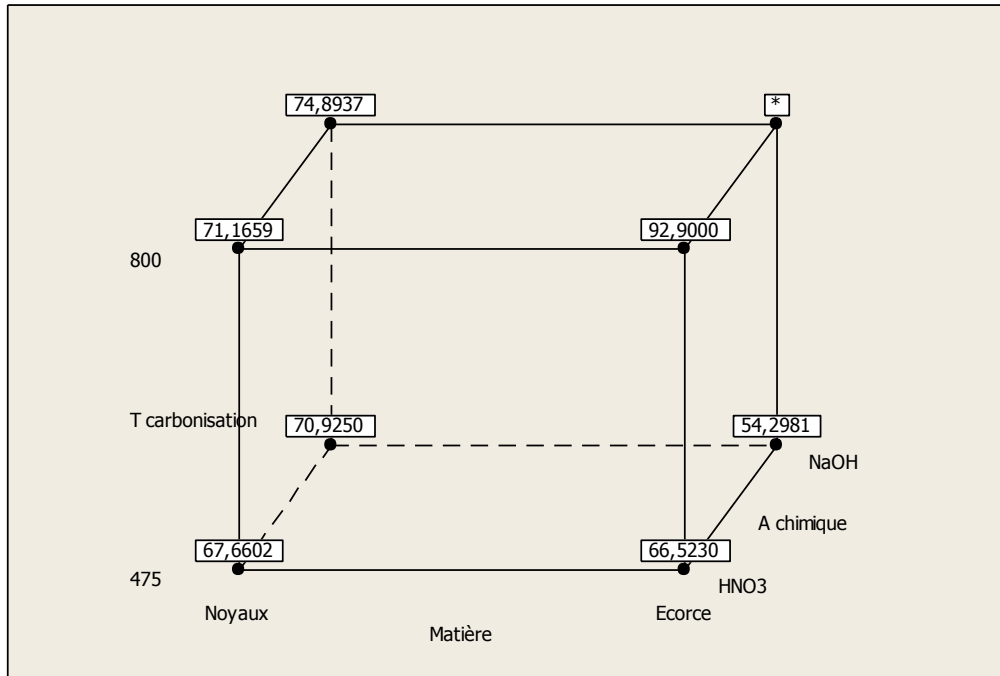 74,8937
*
71,1659
92,9000
800
T carbonisation
70,9250
54,2981
NaOH
A chimique
67,6602
66,5230
475
HNO3
Noyaux
Ecorce
Matière